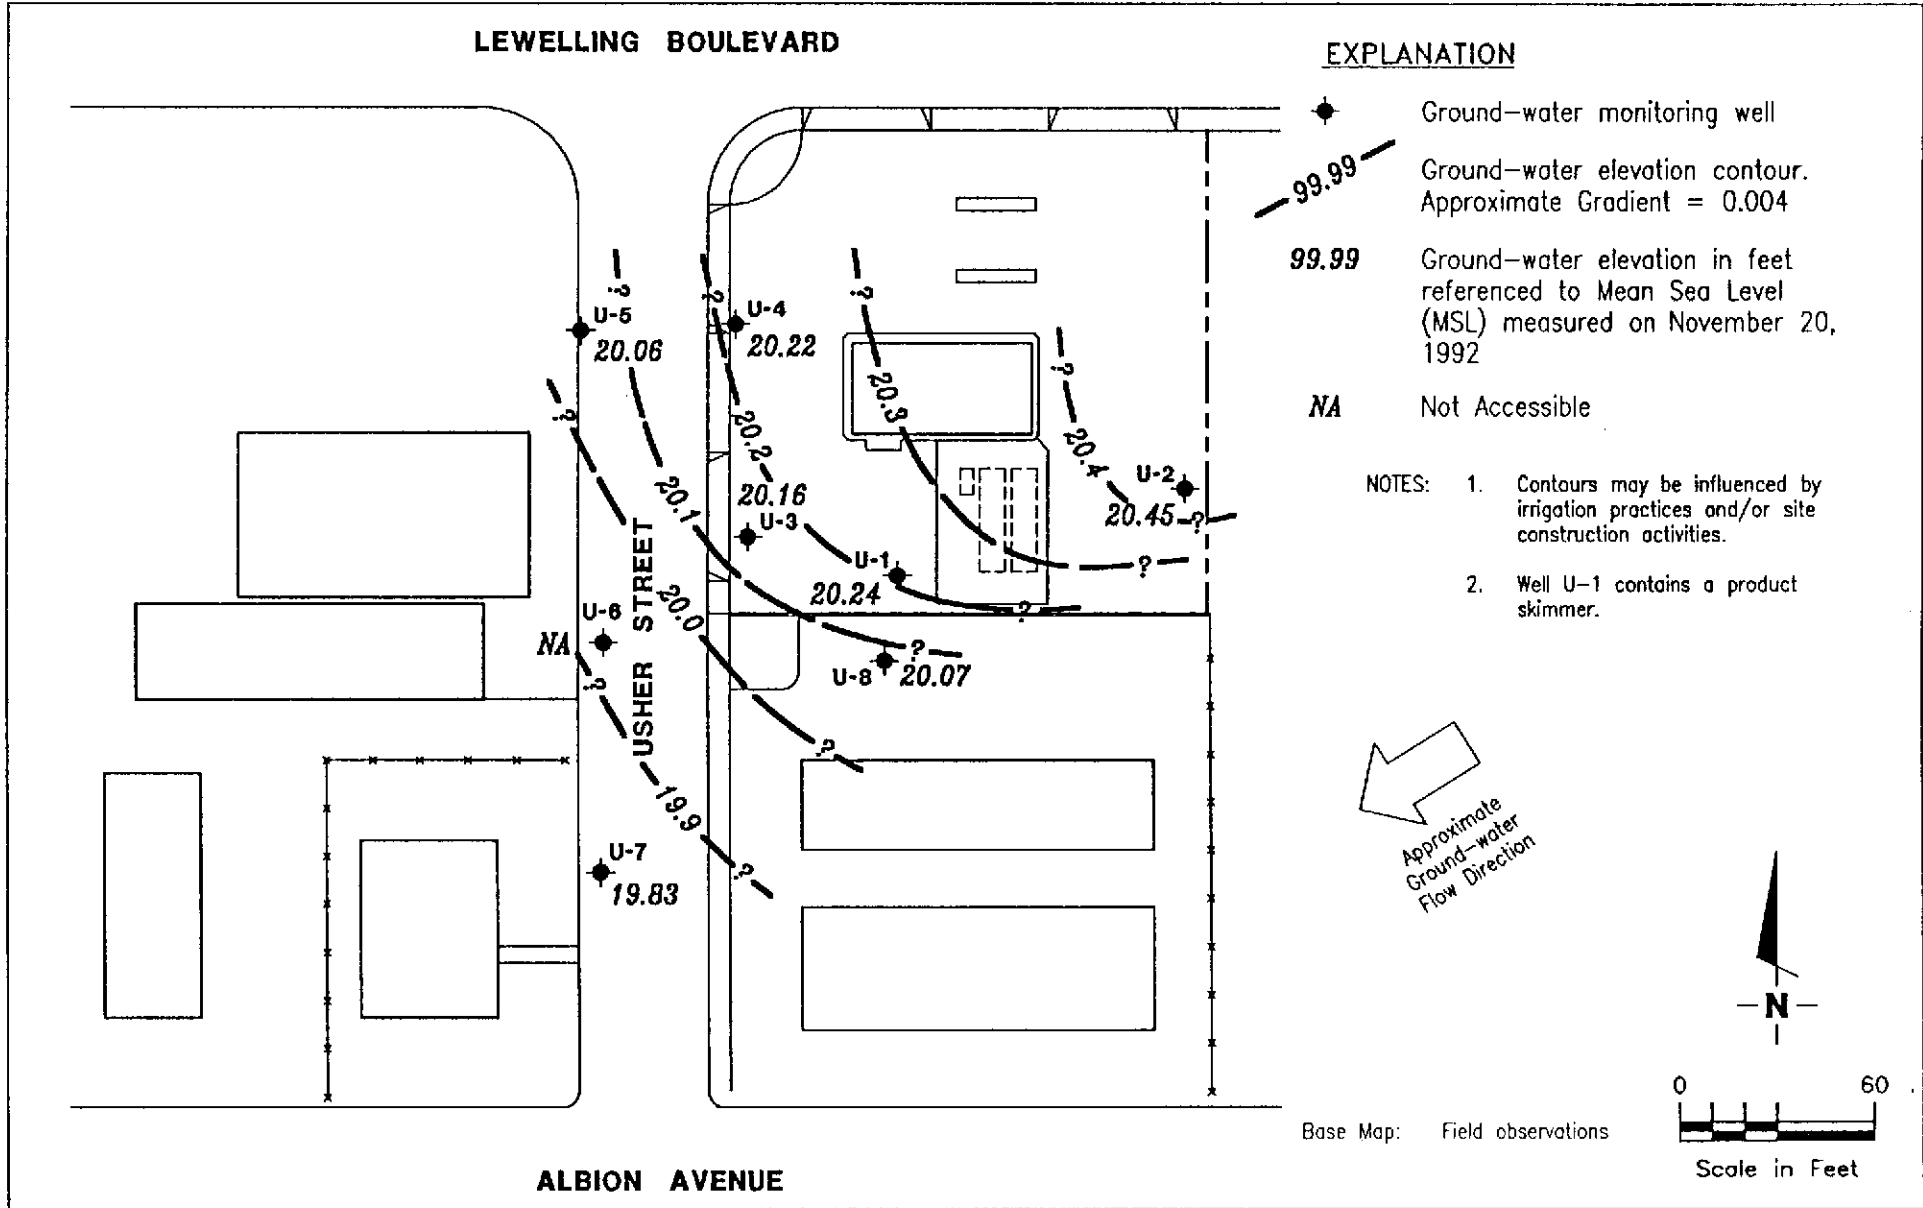 LEWELLING BOULEVARD
EXPLANATION
Ground-water monitoring well
99.99
Ground-water elevation contour.
Approximate Gradient = 0.004
99.99
Ground-water elevation in feet
referenced to Mean Sea Level
(MSL) measured on November 20,
1992
NA
Not Accessible
NOTES:
1. Contours may be influenced by
irrigation practices and/or site
construction activities.
2. Well U-1 contains a product
skimmer.
?
?
?
U-5
20.06
U-4
20.22
?
?
20.3
20.2
20.4
U-2
20.45
?
20.1
20.16
U-3
U-1
20.24
?
?
USHER STREET
20.0
U-6
NA
?
?
U-8
20.07
?
19.9
?
U-7
19.83
Approximate
Ground-water
Flow Direction
N
0 60
Scale in Feet
Base Map: Field observations
ALBION AVENUE